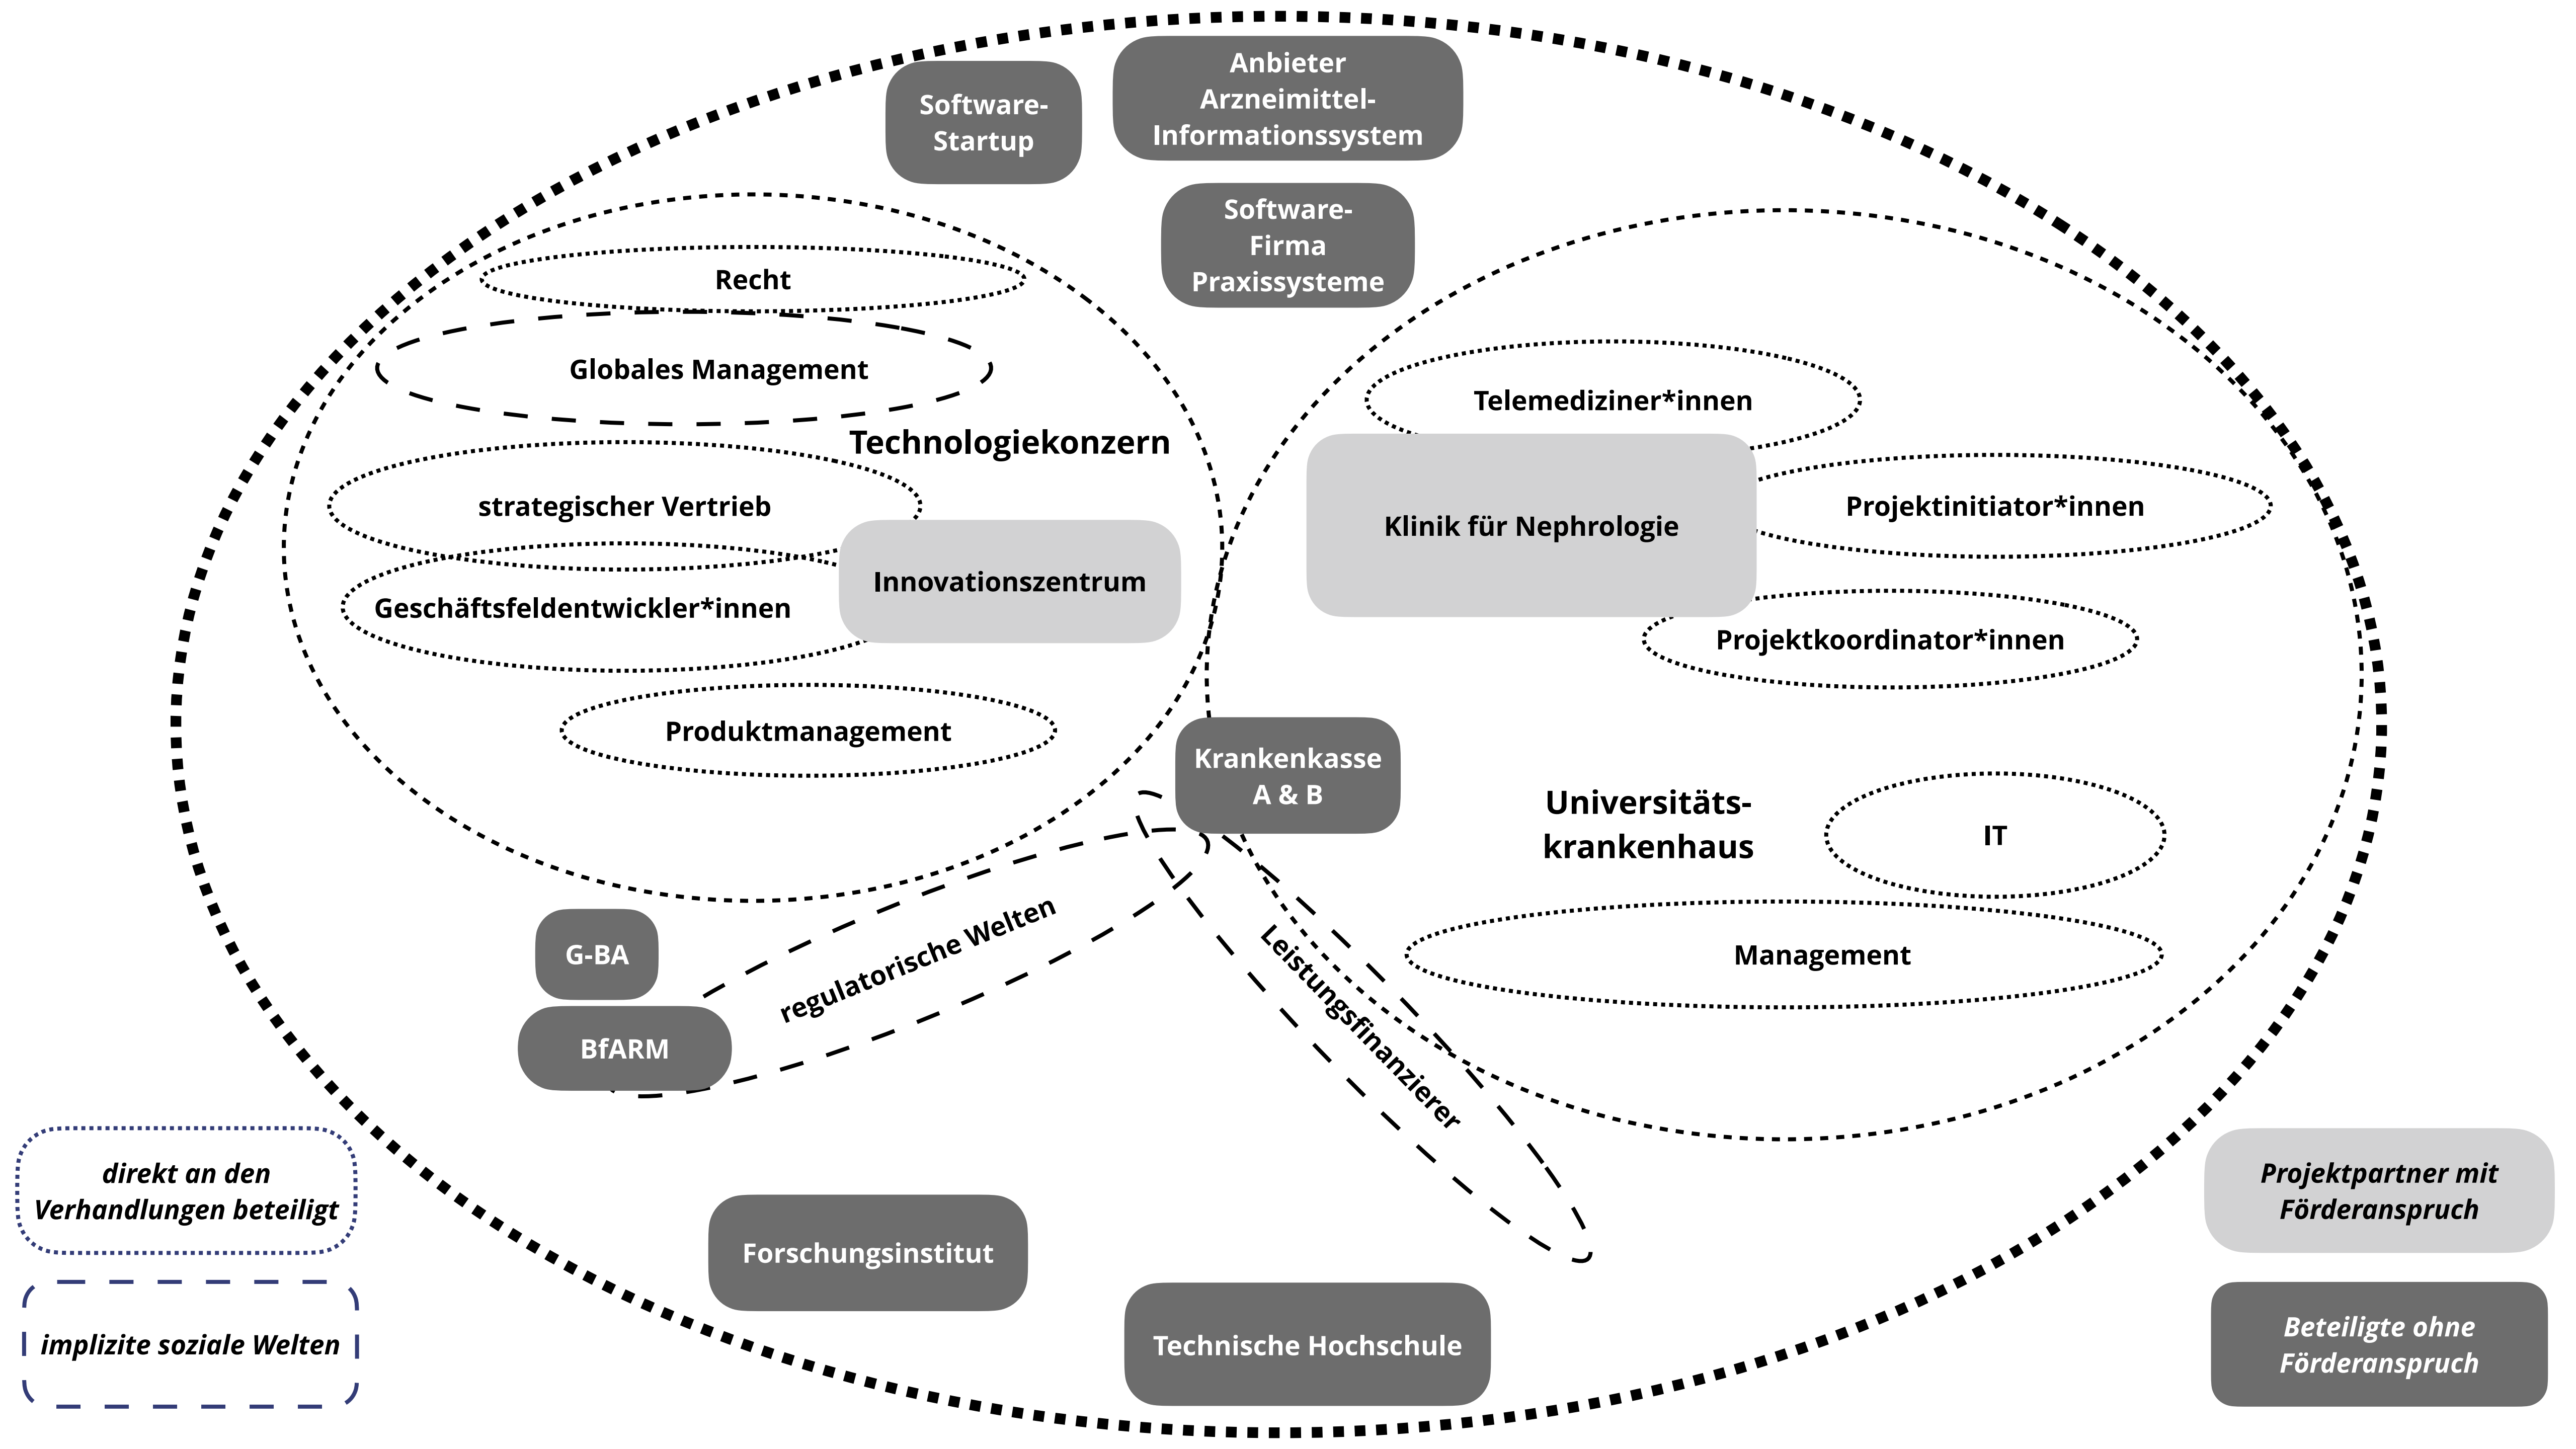 Software-
Startup
Anbieter
Arzneimittel-
Informationssystem
Software-
Firma
Praxissysteme
Recht
Globales Management
Technologiekonzern
strategischer Vertrieb
Innovationszentrum
Geschäftsfeldentwickler*innen
Produktmanagement
Telemediziner*innen
Klinik für Nephrologie
Projektinitiator*innen
Projektkoordinator*innen
Krankenkasse
A & B
Universitäts-
krankenhaus
IT
Management
G-BA
BfARM
regulatorische Welten
Leistungsfinanzierer
Forschungsinstitut
Technische Hochschule
direkt an den
Verhandlungen beteiligt
implizite soziale Welten
Projektpartner mit
Förderanspruch
Beteiligte ohne
Förderanspruch